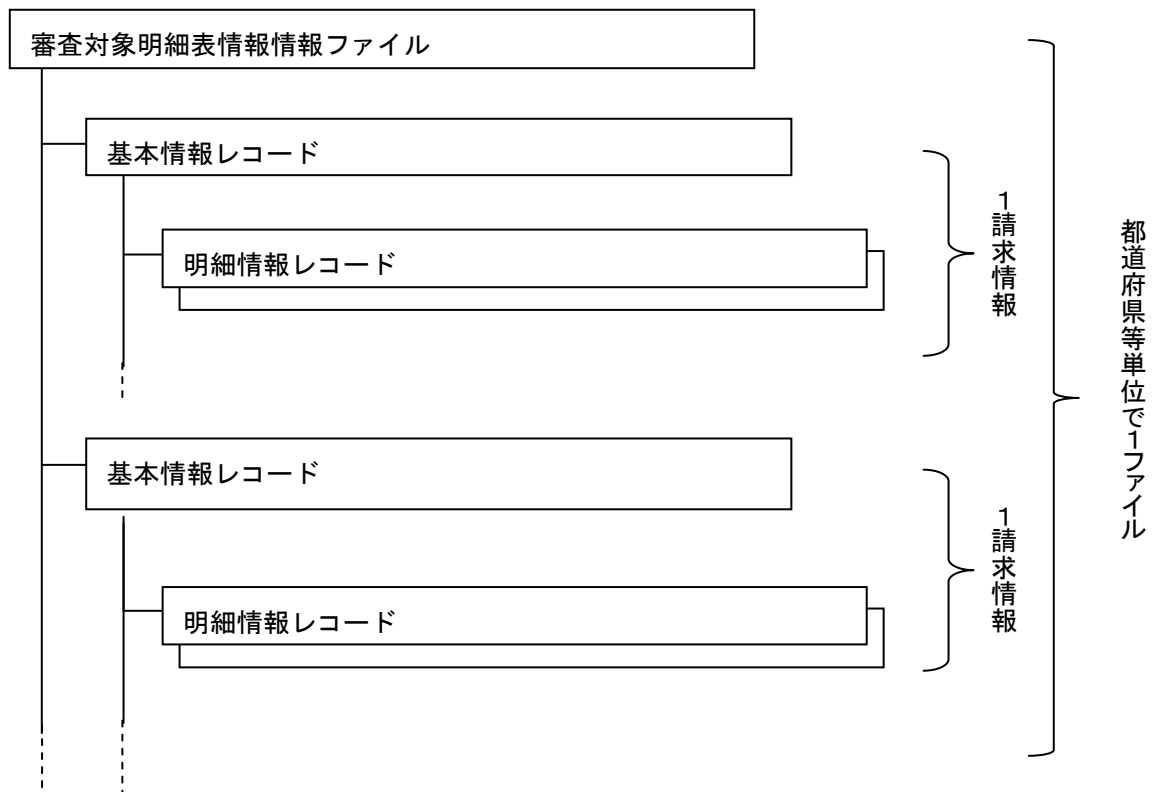 審査対象明細表情報情報ファイル
基本情報レコード
明細情報レコード
1請求情報
基本情報レコード
明細情報レコード
1請求情報
都道府県等単位で1ファイル